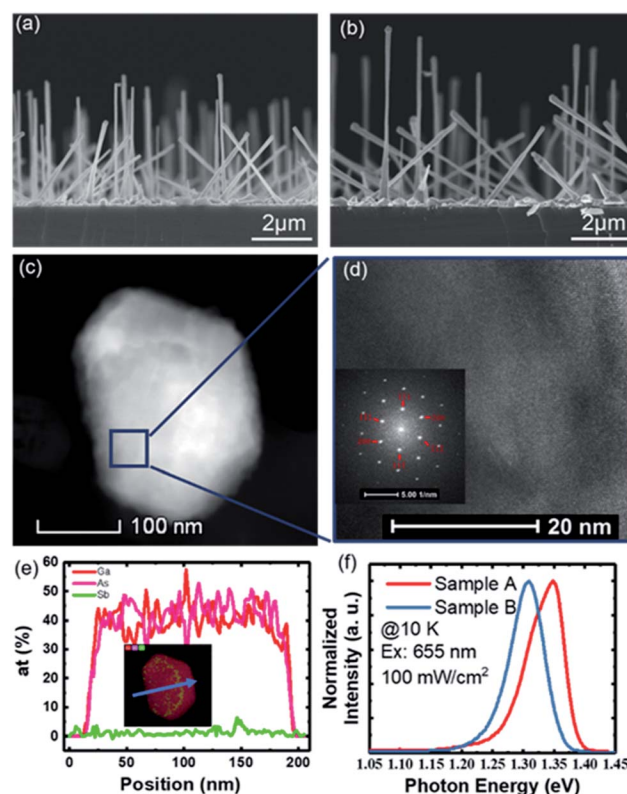 (a)
2μm
(b)
2μm
(c)
100 nm
(d)
5.00 1/nm
20 nm
(e)
Ga
As
Sb
at (%)
60
50
40
30
20
10
0
0
50
100
150
200
Position (nm)
(f)
Sample A
Sample B
@10 K
Ex: 655 nm
100 mW/cm²
Normalized
Intensity (a. u.)
1.05 1.10 1.15 1.20 1.25 1.30 1.35 1.40 1.45
Photon Energy (eV)